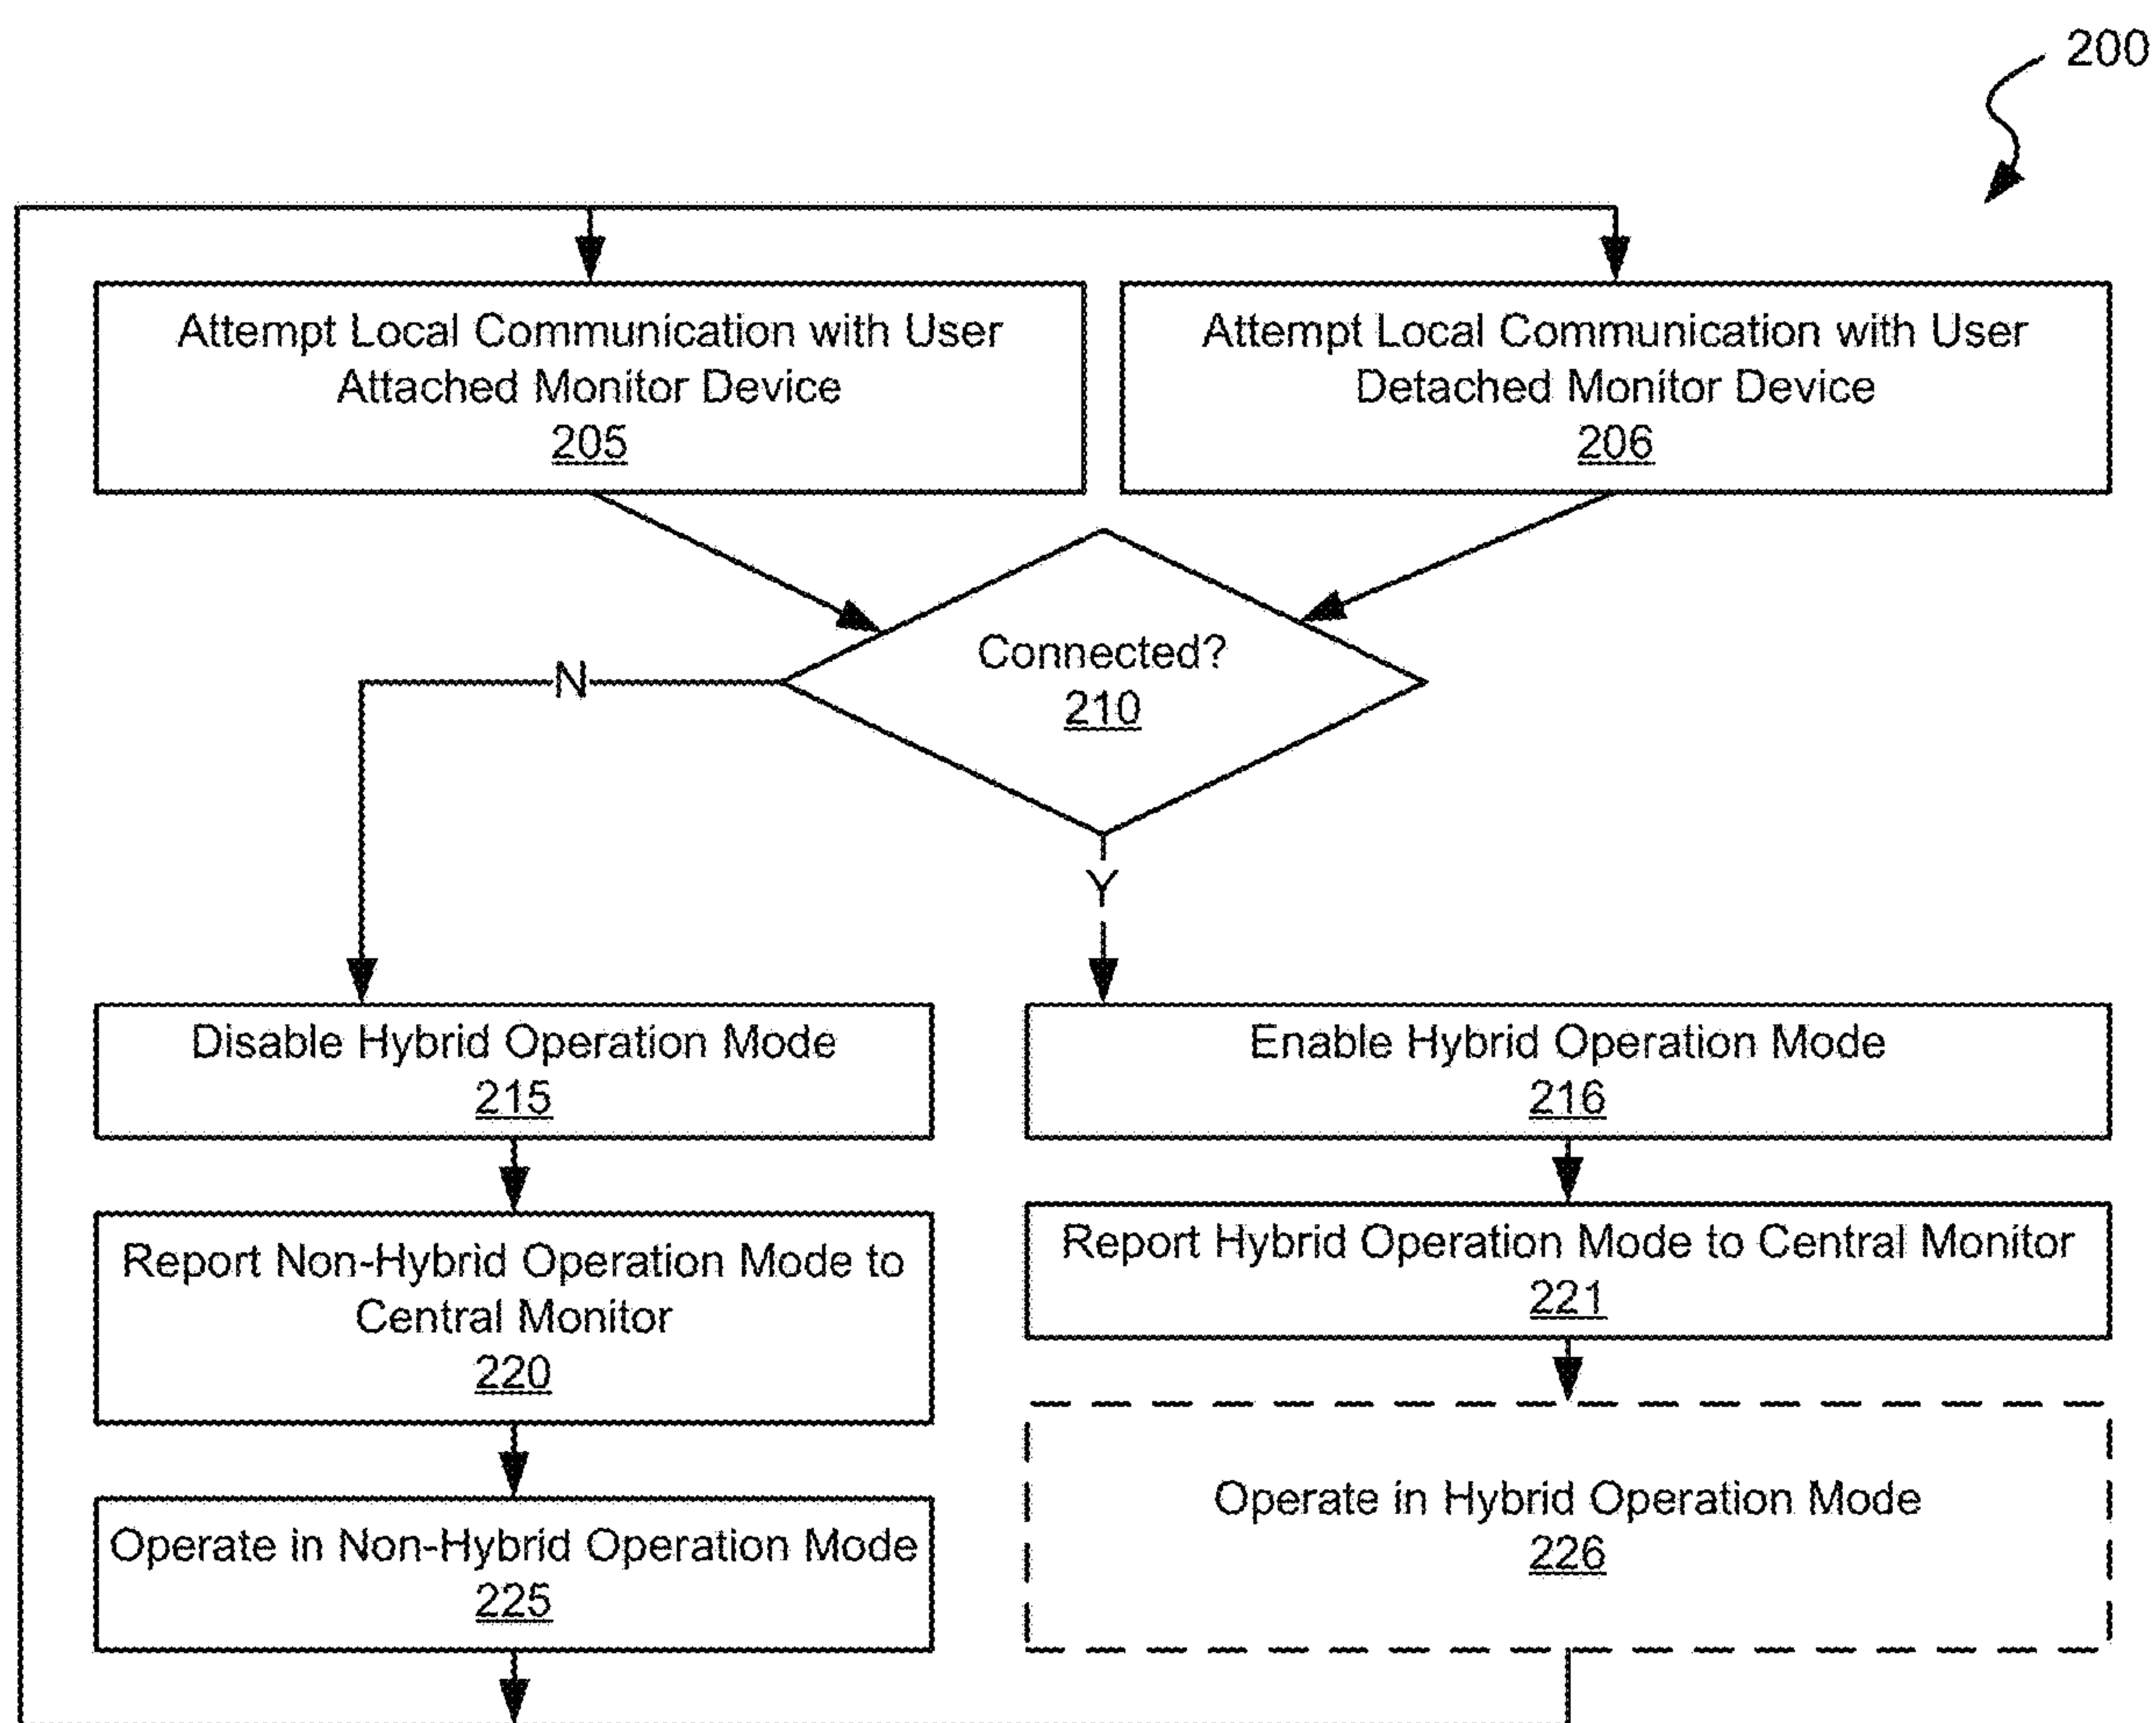 200
Attempt Local Communication with User
Attached Monitor Device
205
Attempt Local Communication with User
Detached Monitor Device
206
Connected?
210
N
Y
Disable Hybrid Operation Mode
215
Enable Hybrid Operation Mode
216
Report Non-Hybrid Operation Mode to
Central Monitor
220
Report Hybrid Operation Mode to Central Monitor
221
Operate in Non-Hybrid Operation Mode
225
Operate in Hybrid Operation Mode
226